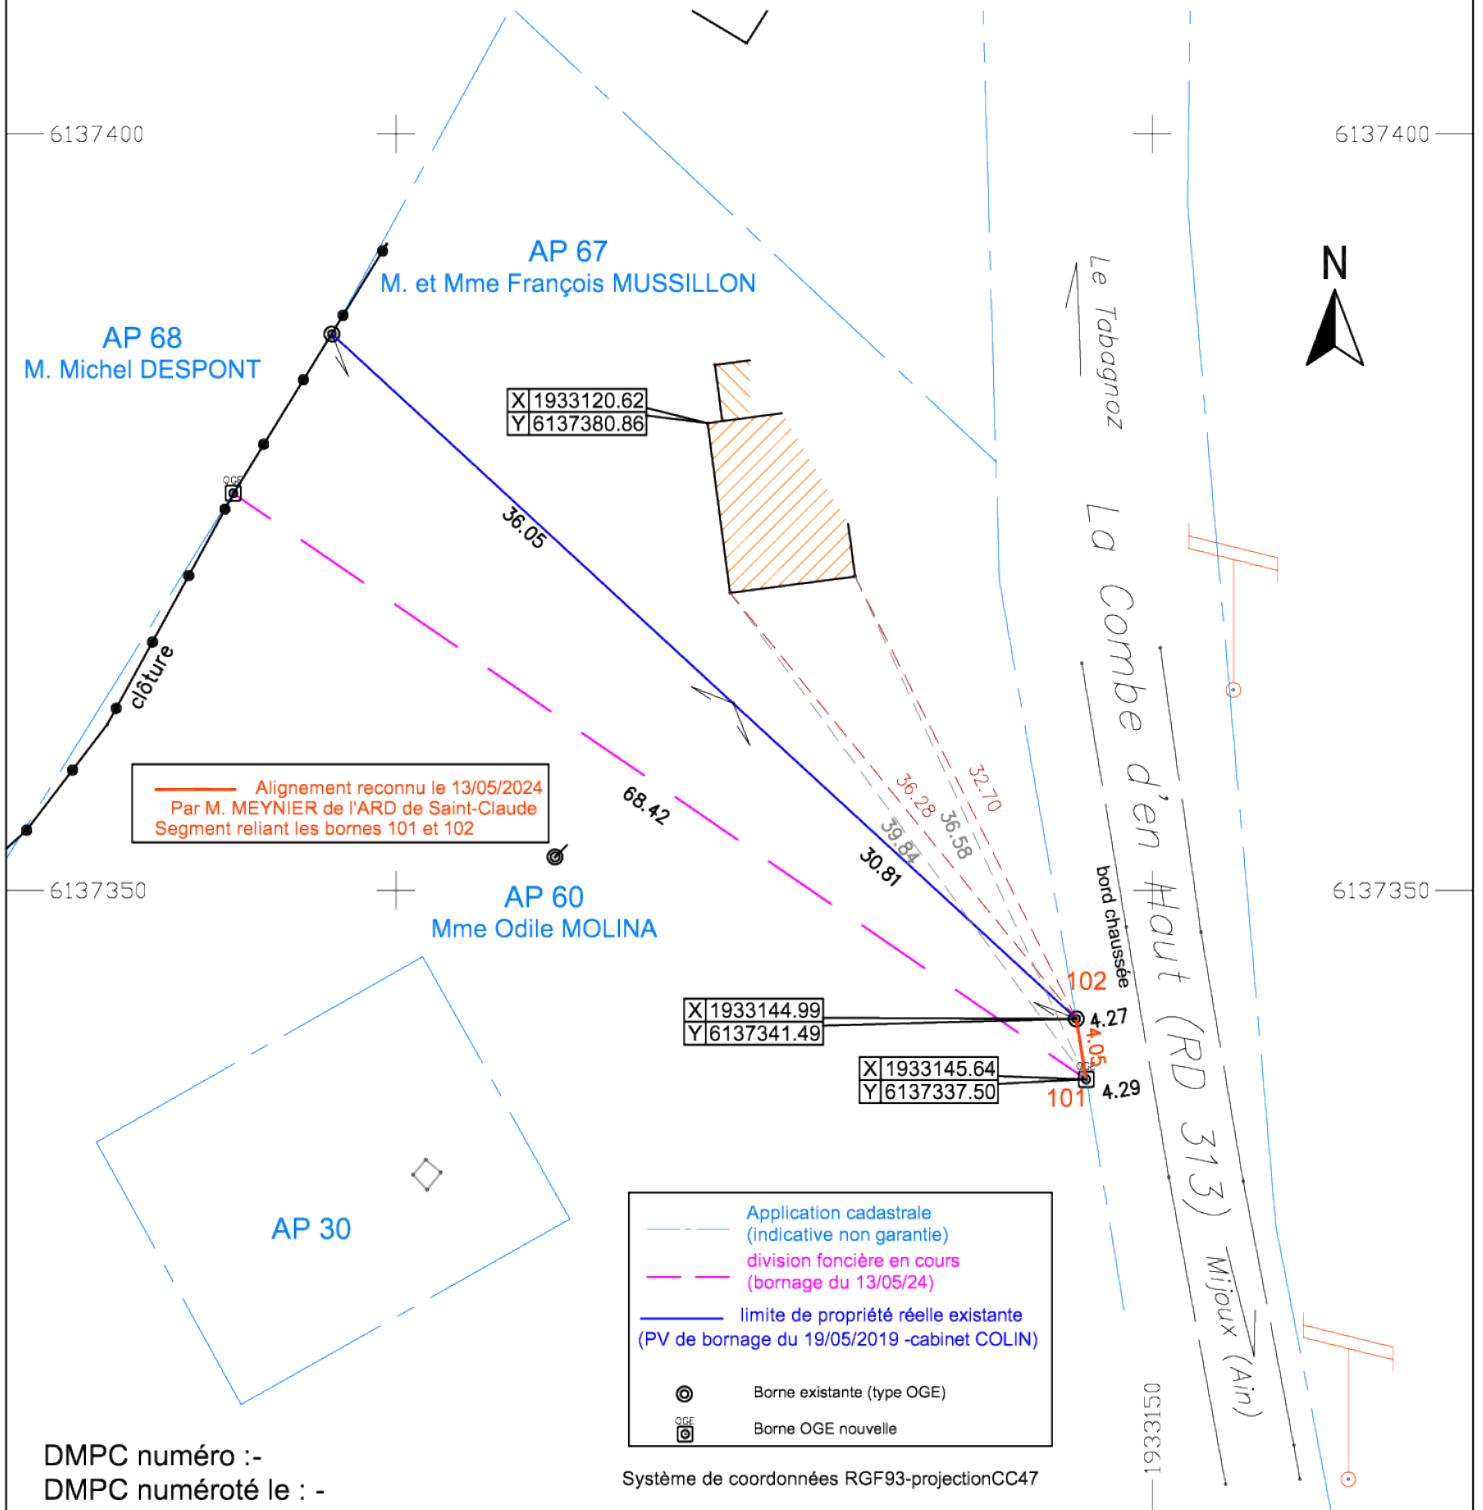 6137400
6137400
AP 67
M. et Mme François MUSSILLON
N
Le Tabagnoz
AP 68
M. Michel DESPONT
X 1933120.62
Y 6137380.86
OGE
36.05
La Combe d'en Haut (RD 313)
clôture
Alignement reconnu le 13/05/2024
Par M. MEYNIER de l'ARD de Saint-Claude
Segment reliant les bornes 101 et 102
68.42
36.28
32.70
39.84
36.58
30.81
6137350
6137350
AP 60
Mme Odile MOLINA
bord chaussée
102
X 1933144.99
Y 6137341.49
4.27
4.05
X 1933145.64
Y 6137337.50
OGE
101
4.29
AP 30
Application cadastrale
(indicative non garantie)
division foncière en cours
(bornage du 13/05/24)
limite de propriété réelle existante
(PV de bornage du 19/05/2019 -cabinet COLIN)
Borne existante (type OGE)
OGE
Borne OGE nouvelle
Mijoux (Ain)
1933150
DMPC numéro :-
DMPC numéroté le : -
Système de coordonnées RGF93-projectionCC47